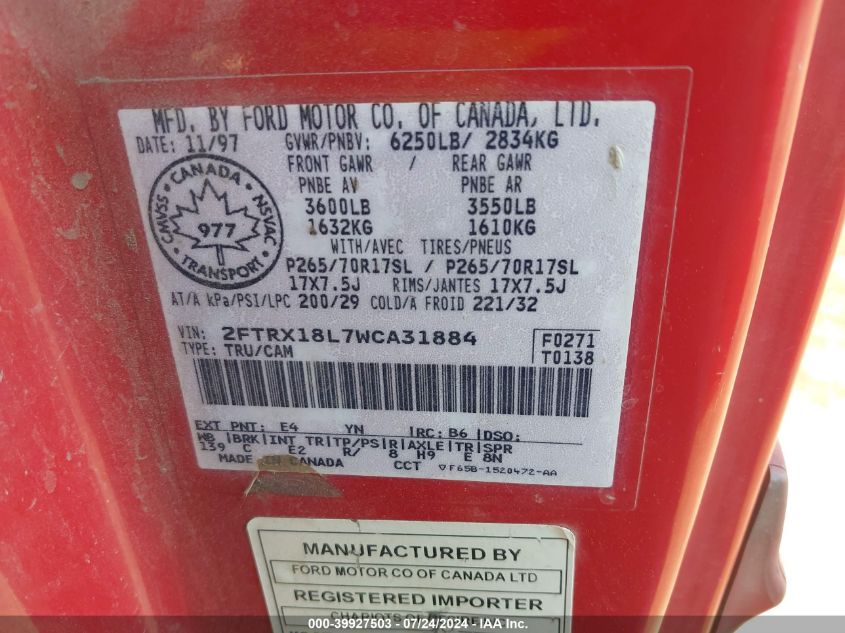 MFD. BY FORD MOTOR CO. OF CANADA, LTD.
DATE: 11/97 GVWR/PNBV: 6250LB/ 2834KG
FRONT GAWR / REAR GAWR
PNBE AV PNBE AR
3600LB 3550LB
1632KG 1610KG
WITH/AVEC TIRES/PNEUS
P265/70R17SL / P265/70R17SL
17X7.5J RIMS/JANTES 17X7.5J
AT/A kPa/PSI/LPC 200/29 COLD/A FROID 221/32
CANADA
CMVSS NSVAC
977
TRANSPORT
VIN: 2FTRX18L7WCA31884
TYPE: TRU/CAM
F0271
T0138
EXT PNT: E4 YN |RC: B6 |DSO:
WB |BRK|INT TR|TP/PS|R|AXLE|TR|SPR
139 C E2 R/ 8 H9 E 8N
MADE IN CANADA CCT ▽F65B-1520472-AA
MANUFACTURED BY
FORD MOTOR CO OF CANADA LTD
REGISTERED IMPORTER
CHARIOTS
Copart - 39927503 - 07/24/2024 - IAA Inc.